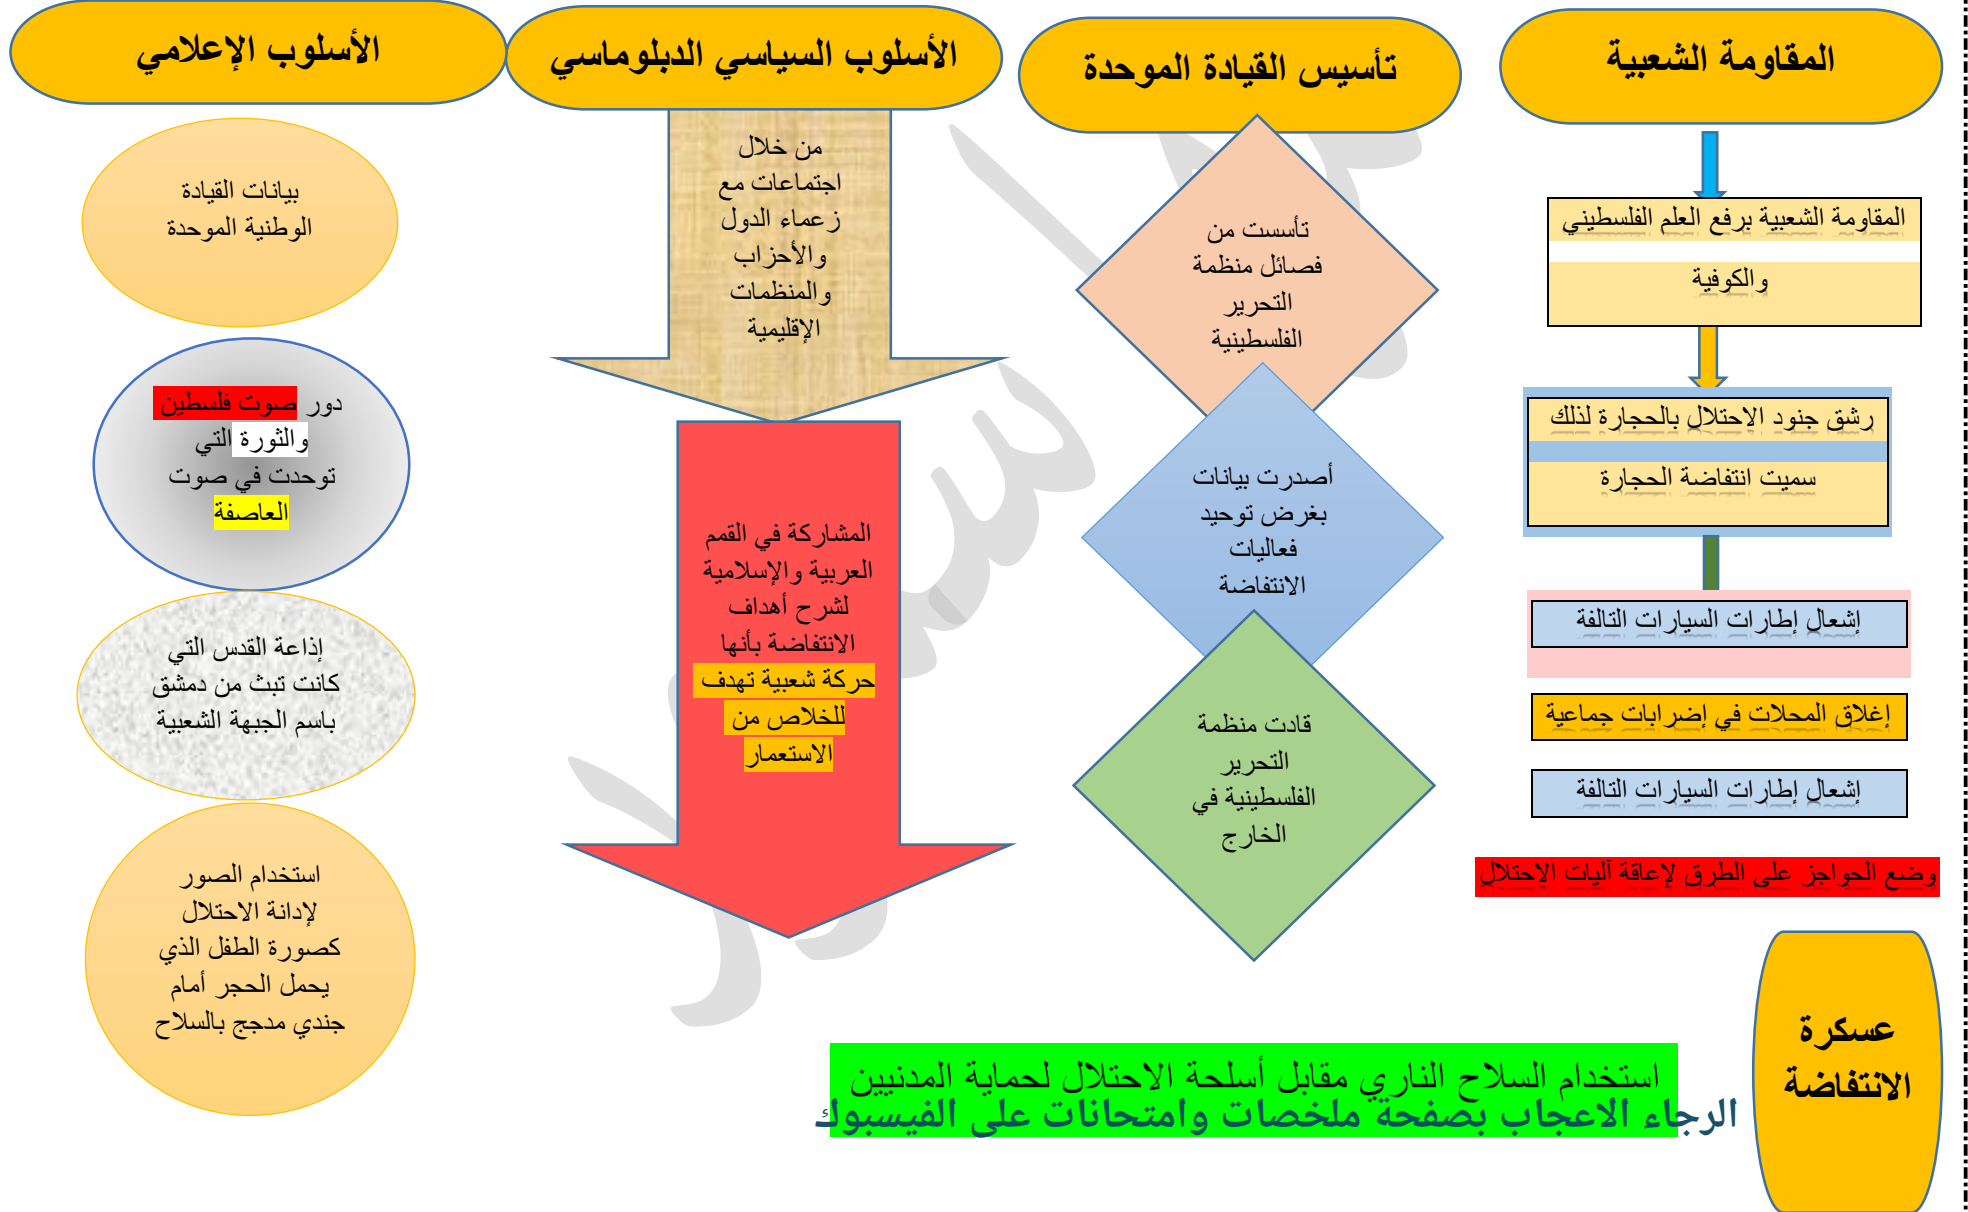 المقاومة الشعبية
المقاومة الشعبية برفع العلم الفلسطيني
والكوفية
رشق جنود الاحتلال بالحجارة لذلك
سميت انتفاضة الحجارة
إشعال إطارات السيارات التالفة
إغلاق المحلات في إضرابات جماعية
إشعال إطارات السيارات التالفة
وضع الحواجز على الطرق لإعاقة آليات الاحتلال
تأسيس القيادة الموحدة
تأسست من
فصائل منظمة
التحرير
الفلسطينية
أصدرت بيانات
بغرض توحيد
فعاليات
الانتفاضة
قادت منظمة
التحرير
الفلسطينية في
الخارج
الأسلوب السياسي الدبلوماسي
من خلال
اجتماعات مع
زعماء الدول
والأحزاب
والمنظمات
الإقليمية
المشاركة في القمم
العربية والإسلامية
لشرح أهداف
الانتفاضة بأنها
حركة شعبية تهدف
للخلاص من
الاستعمار
الأسلوب الإعلامي
بيانات القيادة
الوطنية الموحدة
دور صوت فلسطين
والثورة التي
توحدت في صوت
العاصفة
إذاعة القدس التي
كانت تبث من دمشق
باسم الجبهة الشعبية
استخدام الصور
لإدانة الاحتلال
كصورة الطفل الذي
يحمل الحجر أمام
جندي مدجج بالسلاح
عسكرة
الانتفاضة
استخدام السلاح الناري مقابل أسلحة الاحتلال لحماية المدنيين
الرجاء الاعجاب بصفحة ملخصات وامتحانات على الفيسبوك